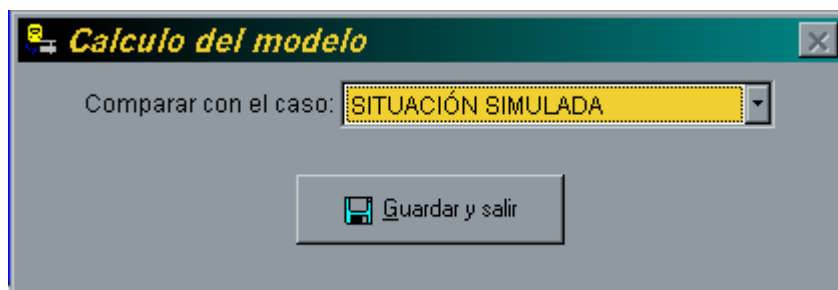 Calculo del modelo
Comparar con el caso: SITUACIÓN SIMULADA
Guardar y salir